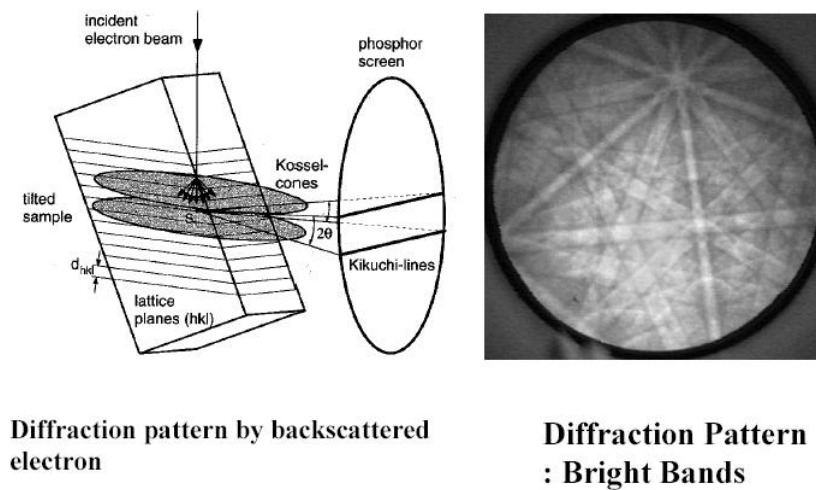 incident
electron beam
phosphor
screen
Kossel-
cones
tilted
sample
S
2θ
d_hkl
Kikuchi-lines
lattice
planes (hkl)
Diffraction pattern by backscattered
electron
Diffraction Pattern
: Bright Bands